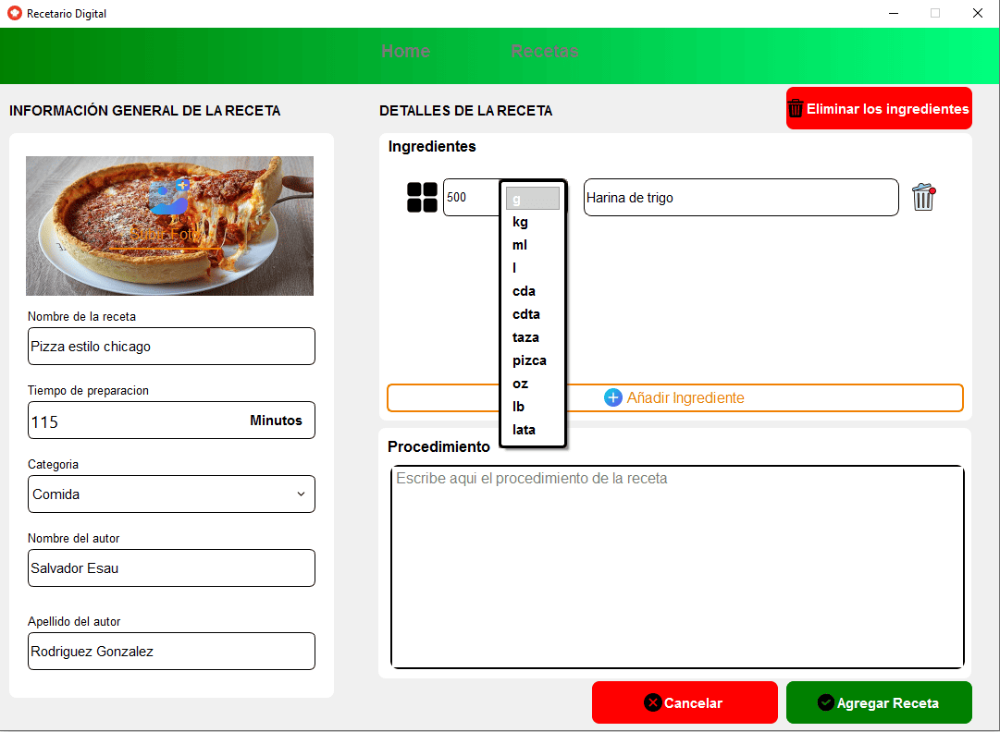 Recetario Digital
Home Recetas
INFORMACIÓN GENERAL DE LA RECETA
Nombre de la receta
Pizza estilo chicago
Tiempo de preparacion
115 Minutos
Categoria
Comida
Nombre del autor
Salvador Esau
Apellido del autor
Rodriguez Gonzalez
DETALLES DE LA RECETA
Eliminar los ingredientes
Ingredientes
500
g
kg
ml
l
cda
cdta
taza
pizca
oz
lb
lata
Harina de trigo
Añadir Ingrediente
Procedimiento
Escribe aqui el procedimiento de la receta
Cancelar
Agregar Receta